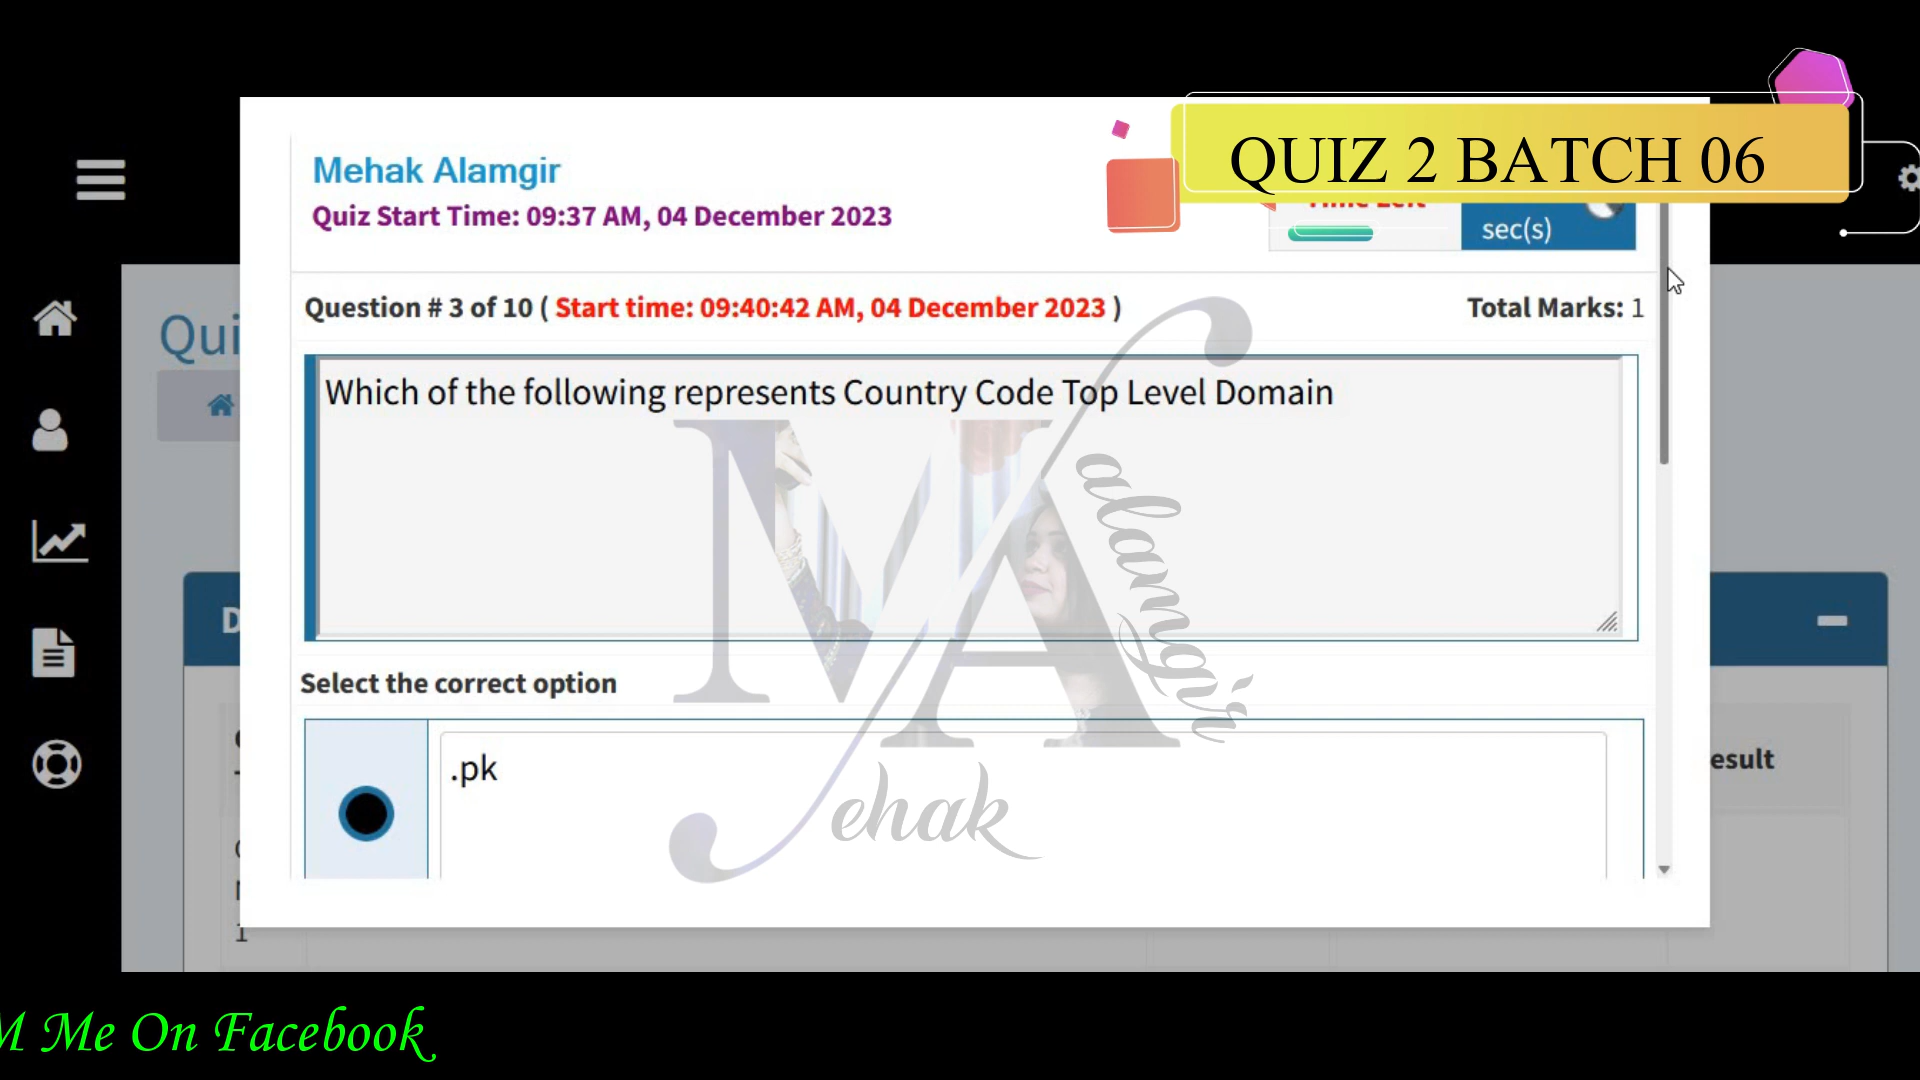 QUIZ 2 BATCH 06
Mehak Alamgir
Quiz Start Time: 09:37 AM, 04 December 2023
sec(s)
Question # 3 of 10 ( Start time: 09:40:42 AM, 04 December 2023 )
Total Marks: 1
Qui
Which of the following represents Country Code Top Level Domain
alamgir
Select the correct option
.pk
esult
ehak
1
M Me On Facebook